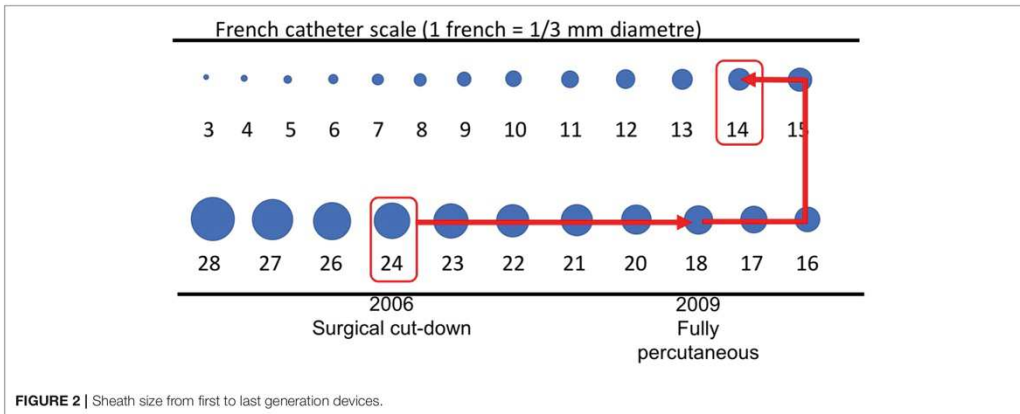 French catheter scale (1 french = 1/3 mm diametre)
3 4 5 6 7 8 9 10 11 12 13 14 15
28 27 26 24 23 22 21 20 18 17 16
2006 2009
Surgical cut-down Fully
percutaneous
FIGURE 2 | Sheath size from first to last generation devices.